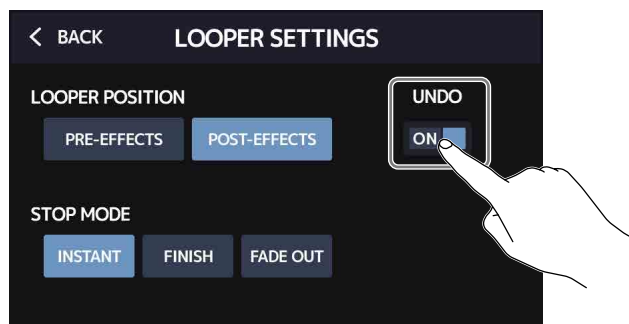 < BACK LOOPER SETTINGS
LOOPER POSITION UNDO
PRE-EFFECTS POST-EFFECTS ON
STOP MODE
INSTANT FINISH FADE OUT